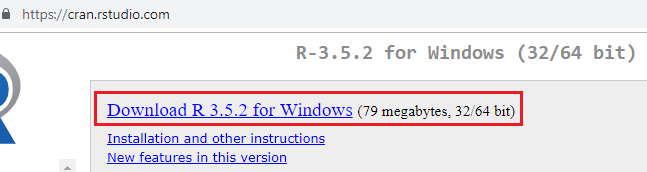 https://cran.rstudio.com
R-3.5.2 for Windows (32/64 bit)
Download R 3.5.2 for Windows (79 megabytes, 32/64 bit)
Installation and other instructions
New features in this version